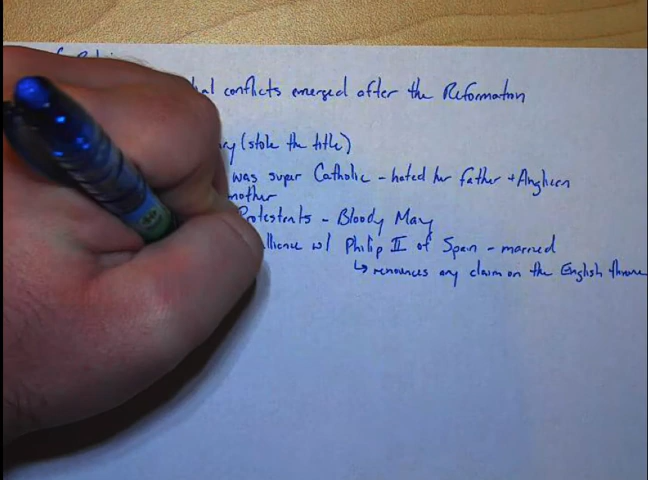 conflicts emerged after the Reformation
(stole the title)
was super Catholic - hated her father + Anglican
mother
Protestants - Bloody Mary
alliance w/ Philip II of Spain - married
↳ renounces any claim on the English throne